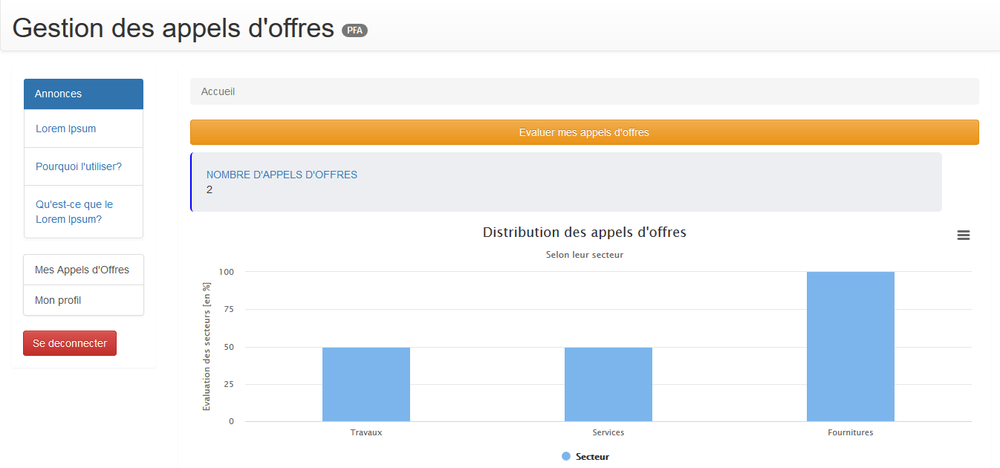 Gestion des appels d'offres PFA
Annonces
Lorem Ipsum
Pourquoi l'utiliser?
Qu'est-ce que le
Lorem Ipsum?
Mes Appels d'Offres
Mon profil
Se deconnecter
Accueil
Evaluer mes appels d'offres
NOMBRE D'APPELS D'OFFRES
2
Distribution des appels d'offres
Selon leur secteur
Evaluation des secteurs [en %]
100
75
50
25
0
Travaux Services Fournitures
Secteur